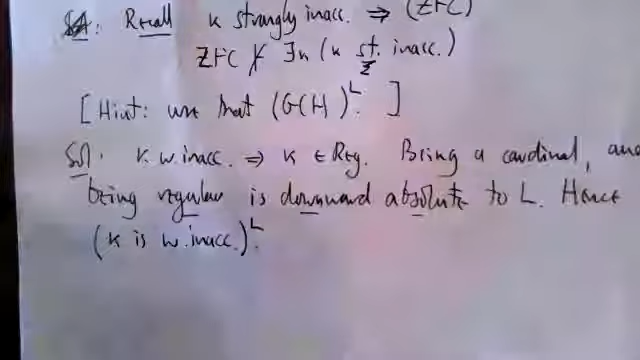 SA: Recall κ strongly inacc. ⇒ (ZFC)
ZFC ⊬ ∃κ (κ st. inacc.)
[Hint: use that (GCH)^L. ]
Sol. κ w.inacc. ⇒ κ ∈ Reg. Being a cardinal, and
being regular is downward absolute to L. Hence
(κ is w.inacc.)^L.